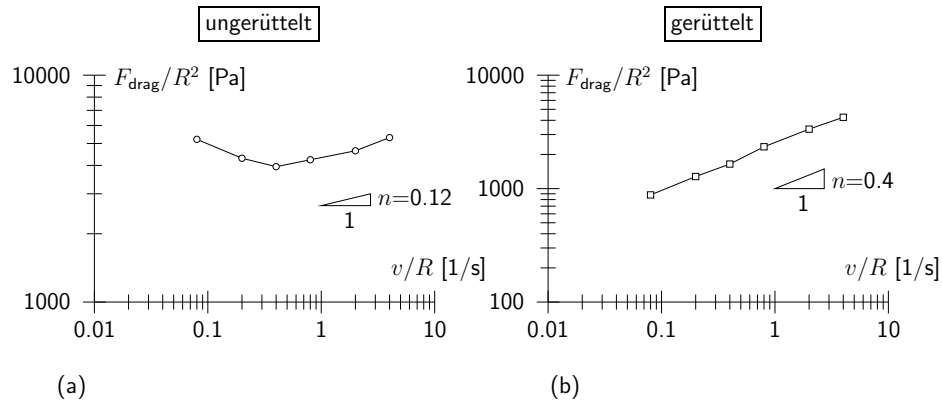 ungerüttelt
gerüttelt
10000
F_drag/R² [Pa]
n=0.12
1
v/R [1/s]
1000
0.01
0.1
1
10
(a)
10000
F_drag/R² [Pa]
1000
n=0.4
1
v/R [1/s]
100
0.01
0.1
1
10
(b)